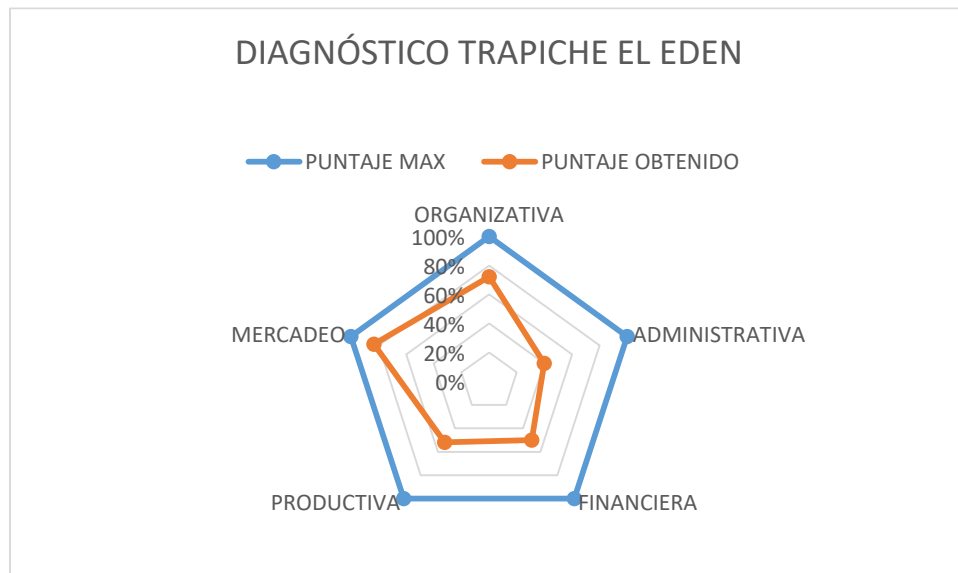 DIAGNÓSTICO TRAPICHE EL EDEN
PUNTAJE MAX PUNTAJE OBTENIDO
ORGANIZATIVA
100%
80%
60%
40%
20%
0%
MERCADEO
ADMINISTRATIVA
PRODUCTIVA
FINANCIERA